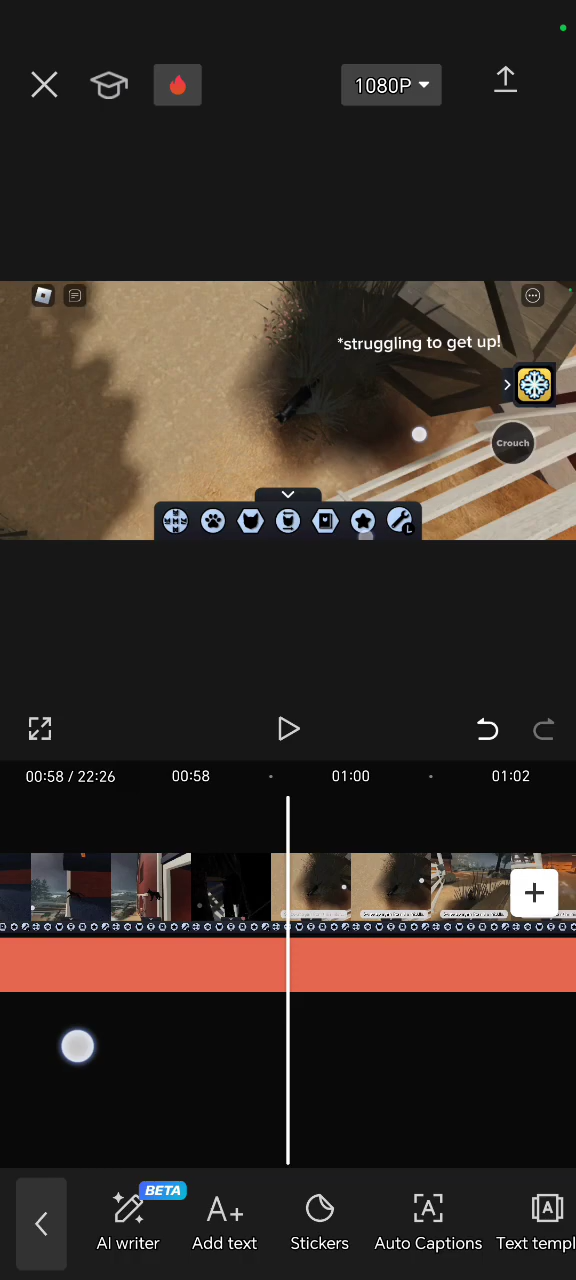 1080P
*struggling to get up!
Crouch
L
00:58 / 22:26
00:58
01:00
01:02
BETA
AI writer
Add text
Stickers
Auto Captions
Text templ